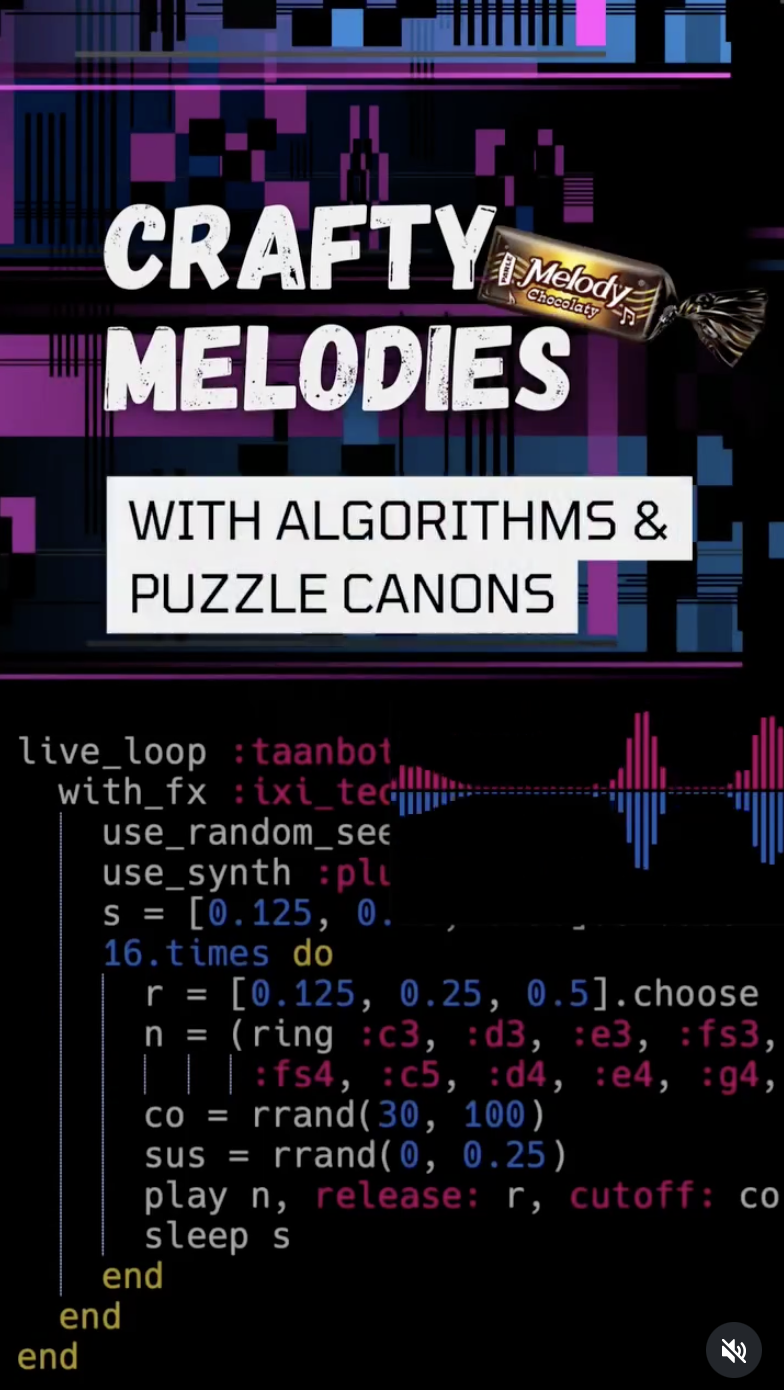 CRAFTY
MELODIES
PARLE
Melody
Chocolaty
WITH ALGORITHMS &
PUZZLE CANONS
live_loop :taanbot
with_fx :ixi_tec
use_random_see
use_synth :plu
s = [0.125, 0.
16.times do
r = [0.125, 0.25, 0.5].choose
n = (ring :c3, :d3, :e3, :fs3,
:fs4, :c5, :d4, :e4, :g4,
co = rrand(30, 100)
sus = rrand(0, 0.25)
play n, release: r, cutoff: co
sleep s
end
end
end